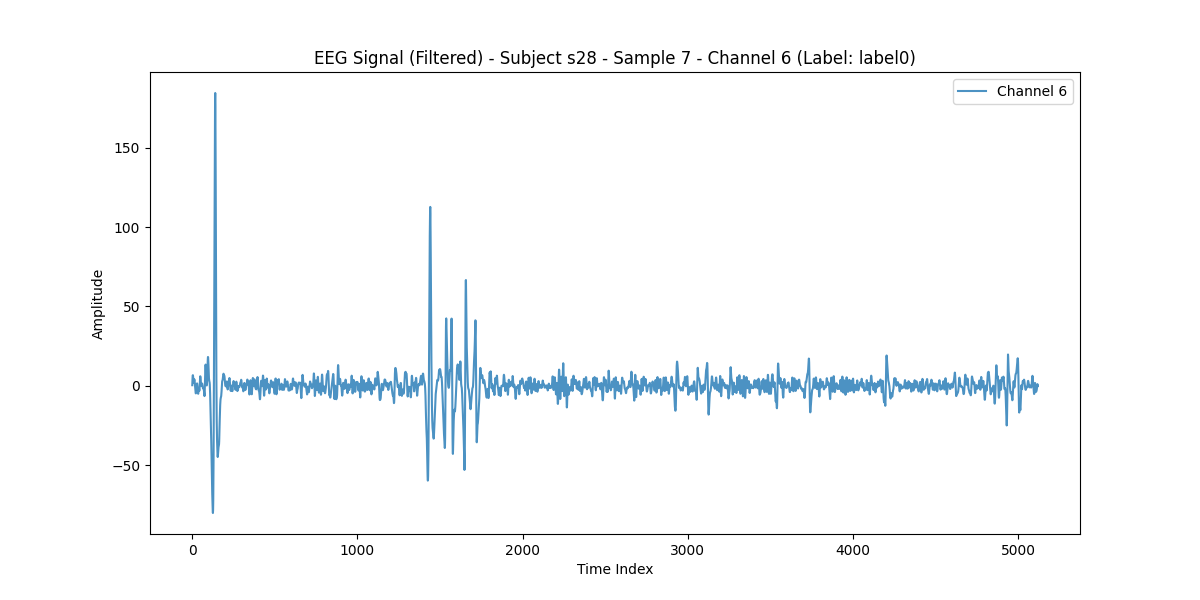 EEG Signal (Filtered) - Subject s28 - Sample 7 - Channel 6 (Label: label0)
Channel 6
150
100
50
0
−50
Amplitude
0 1000 2000 3000 4000 5000
Time Index